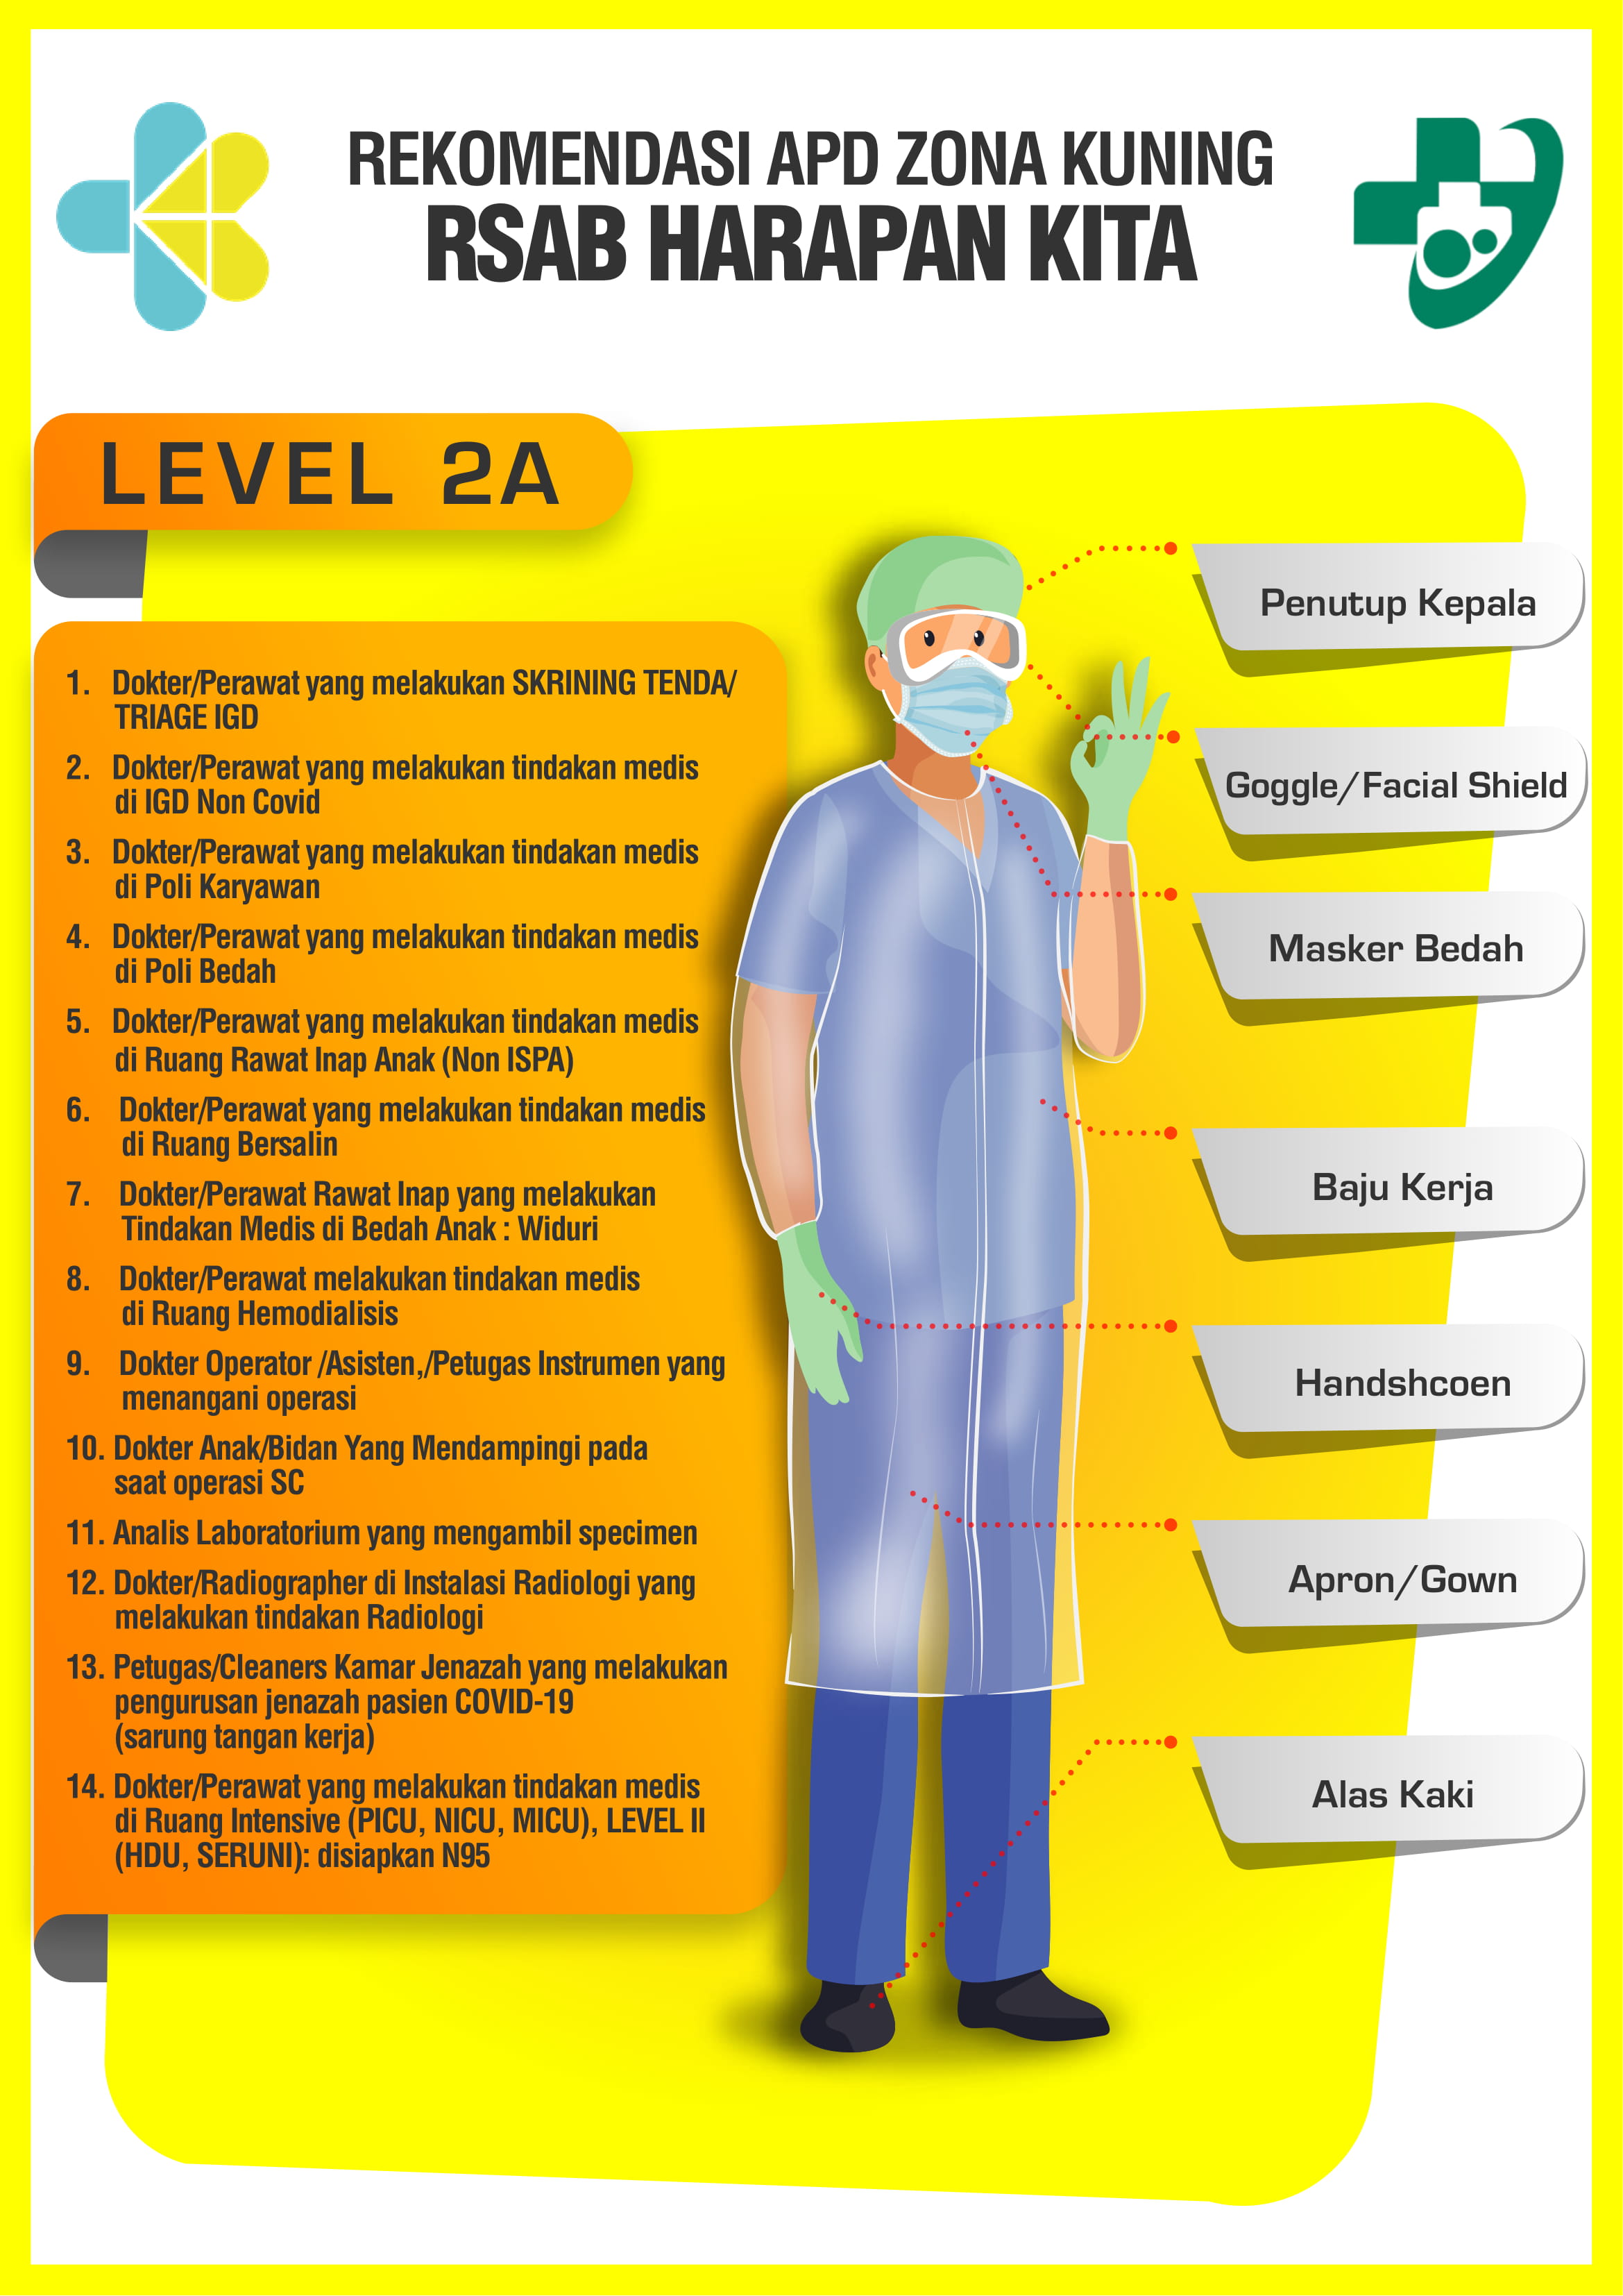 REKOMENDASI APD ZONA KUNING
RSAB HARAPAN KITA
LEVEL 2A
1. Dokter/Perawat yang melakukan SKRINING TENDA/
TRIAGE IGD
2. Dokter/Perawat yang melakukan tindakan medis
di IGD Non Covid
3. Dokter/Perawat yang melakukan tindakan medis
di Poli Karyawan
4. Dokter/Perawat yang melakukan tindakan medis
di Poli Bedah
5. Dokter/Perawat yang melakukan tindakan medis
di Ruang Rawat Inap Anak (Non ISPA)
6. Dokter/Perawat yang melakukan tindakan medis
di Ruang Bersalin
7. Dokter/Perawat Rawat Inap yang melakukan
Tindakan Medis di Bedah Anak : Widuri
8. Dokter/Perawat melakukan tindakan medis
di Ruang Hemodialisis
9. Dokter Operator /Asisten,/Petugas Instrumen yang
menangani operasi
10. Dokter Anak/Bidan Yang Mendampingi pada
saat operasi SC
11. Analis Laboratorium yang mengambil specimen
12. Dokter/Radiographer di Instalasi Radiologi yang
melakukan tindakan Radiologi
13. Petugas/Cleaners Kamar Jenazah yang melakukan
pengurusan jenazah pasien COVID-19
(sarung tangan kerja)
14. Dokter/Perawat yang melakukan tindakan medis
di Ruang Intensive (PICU, NICU, MICU), LEVEL II
(HDU, SERUNI): disiapkan N95
Penutup Kepala
Goggle/Facial Shield
Masker Bedah
Baju Kerja
Handshcoen
Apron/Gown
Alas Kaki